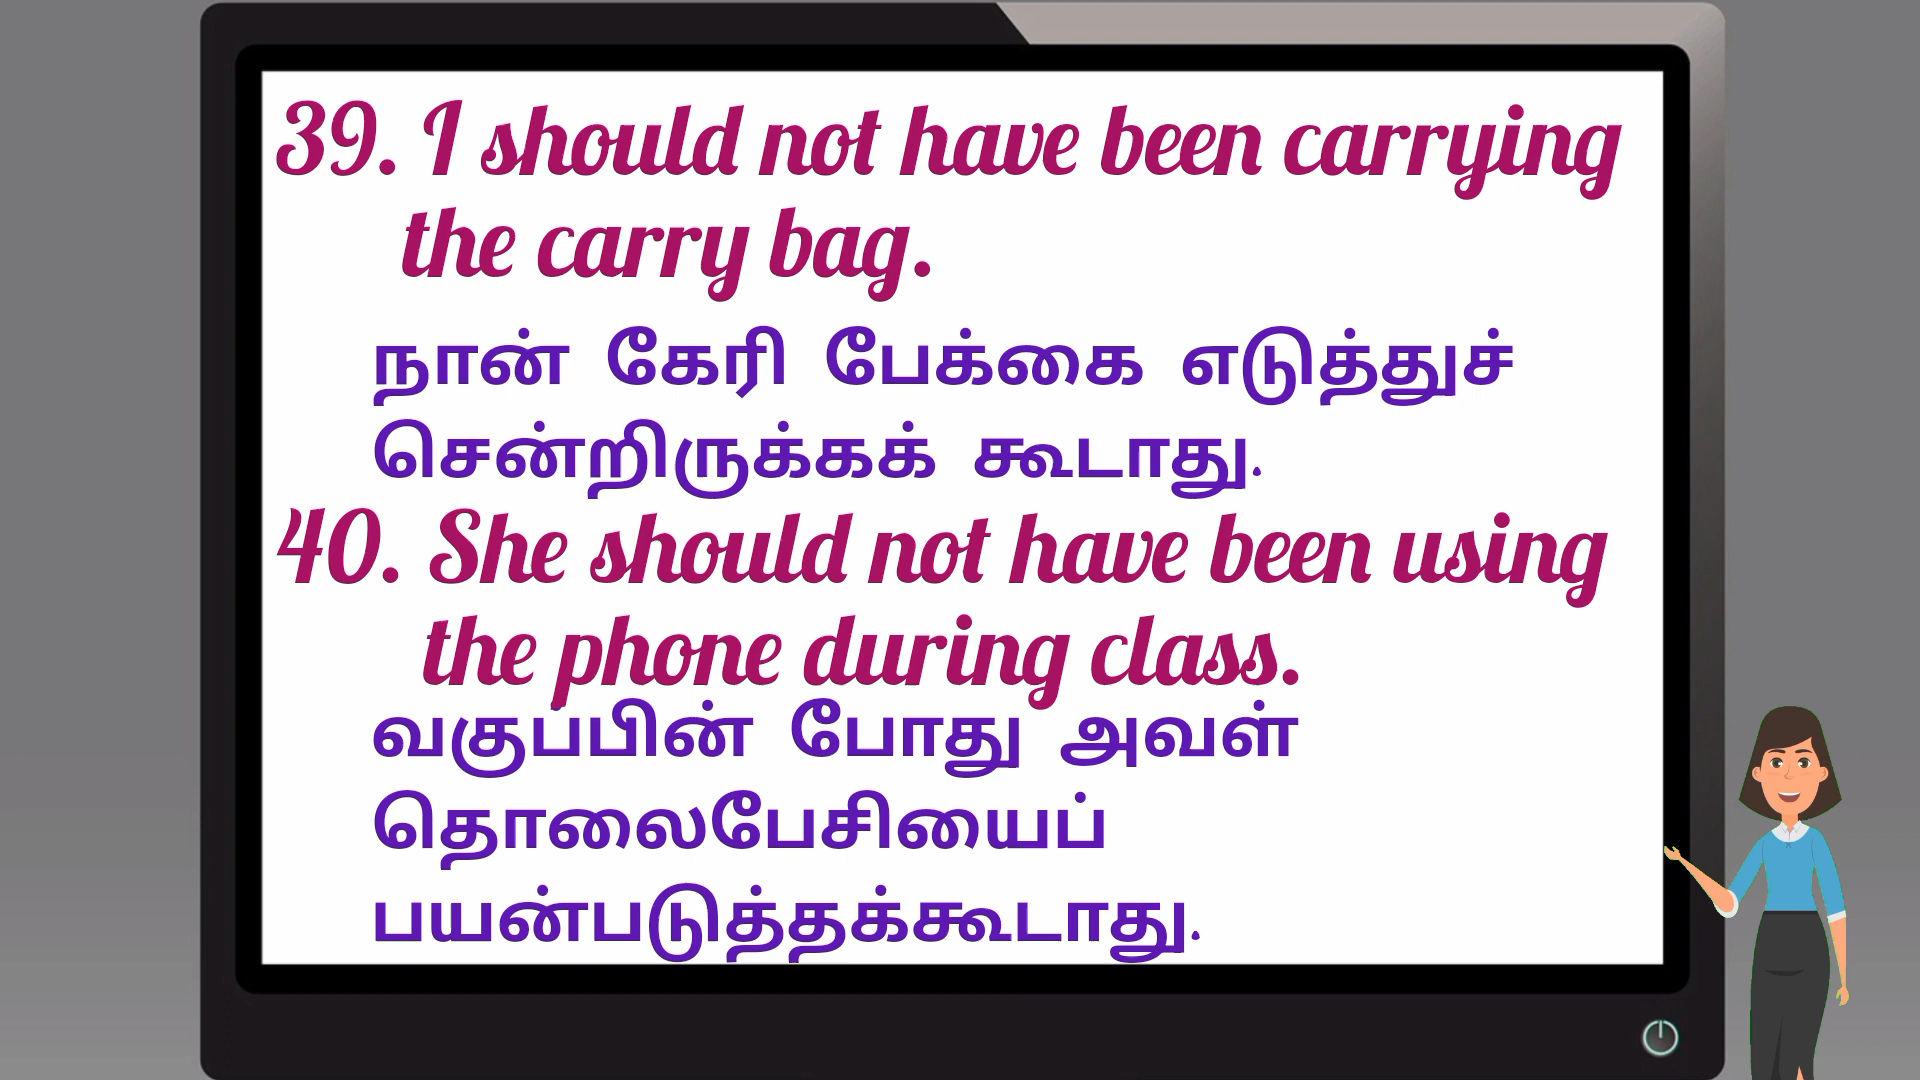 39. I should not have been carrying
the carry bag.
நான் கேரி பேக்கை எடுத்துச்
சென்றிருக்கக் கூடாது.
40. She should not have been using
the phone during class.
வகுப்பின் போது அவள்
தொலைபேசியைப்
பயன்படுத்தக்கூடாது.